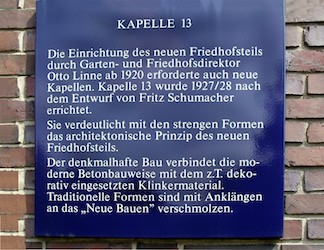 KAPELLE 13
Die Einrichtung des neuen Friedhofsteils
durch Garten- und Friedhofsdirektor
Otto Linne ab 1920 erforderte auch neue
Kapellen. Kapelle 13 wurde 1927/28 nach
dem Entwurf von Fritz Schumacher
errichtet.
Sie verdeutlicht mit den strengen Formen
das architektonische Prinzip des neuen
Friedhofsteils.
Der denkmalhafte Bau verbindet die mo-
derne Betonbauweise mit dem z.T. deko-
rativ eingesetzten Klinkermaterial.
Traditionelle Formen sind mit Anklängen
an das „Neue Bauen” verschmolzen.